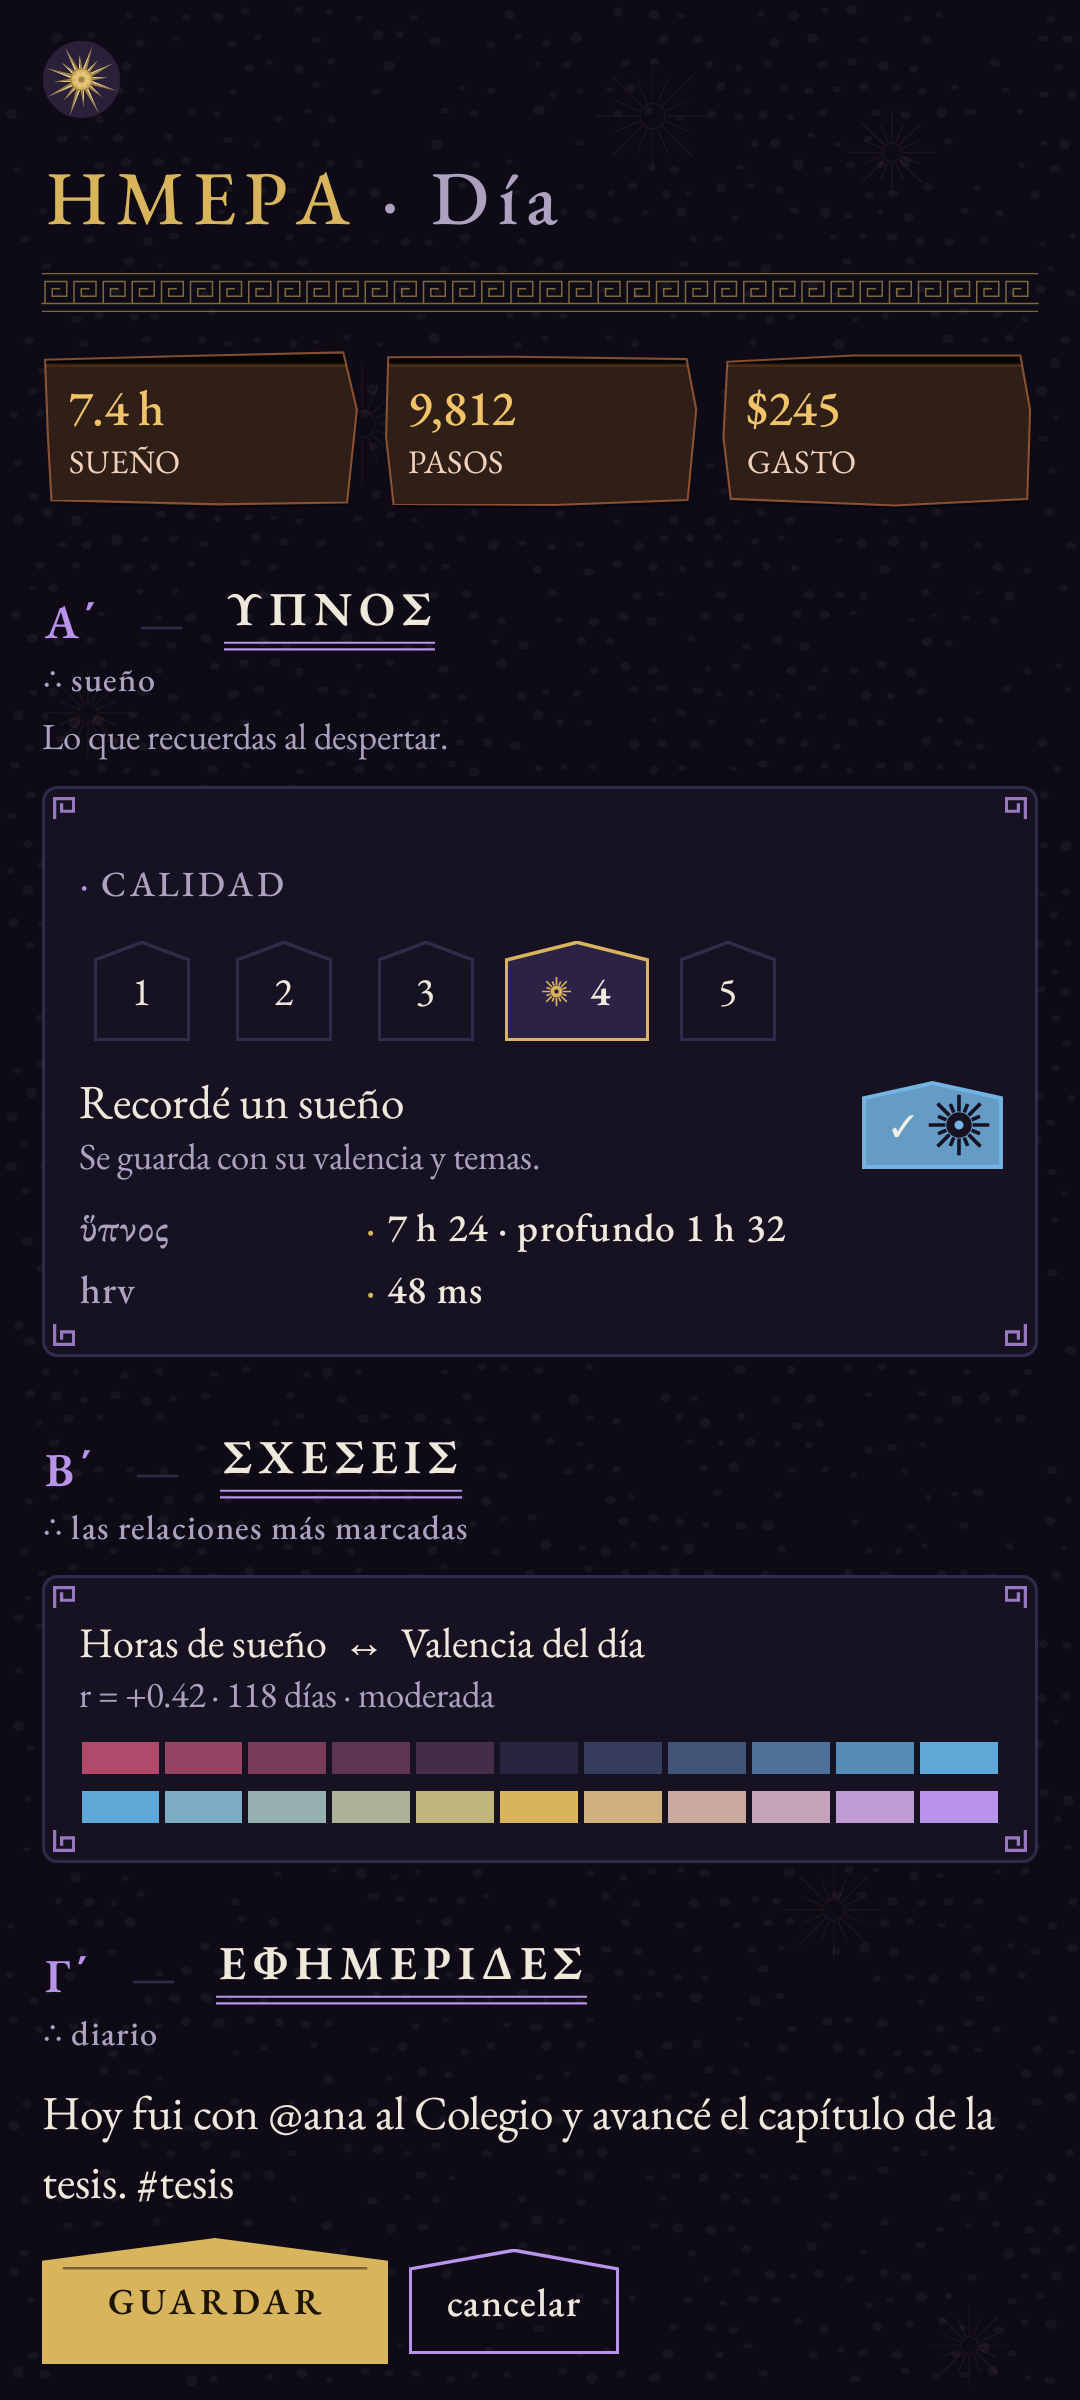 ΗΜΕΡΑ · Día
7.4 h
SUEÑO
9,812
PASOS
$245
GASTO
Α΄ — ϒΠΝΟΣ
∴ sueño
Lo que recuerdas al despertar.
· CALIDAD
1 2 3 4 5
Recordé un sueño
✓
Se guarda con su valencia y temas.
ὕπνος · 7 h 24 · profundo 1 h 32
hrv · 48 ms
Β΄ — ΣΧΕΣΕΙΣ
∴ las relaciones más marcadas
Horas de sueño ↔ Valencia del día
r = +0.42 · 118 días · moderada
Γ΄ — ΕΦΗΜΕΡΙΔΕΣ
∴ diario
Hoy fui con @ana al Colegio y avancé el capítulo de la
tesis. #tesis
GUARDAR cancelar